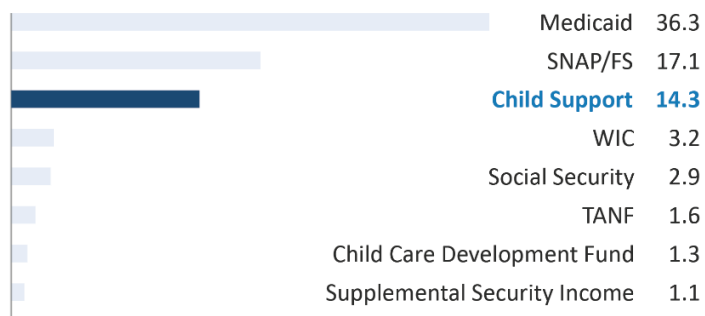 Medicaid 36.3
SNAP/FS 17.1
Child Support 14.3
WIC 3.2
Social Security 2.9
TANF 1.6
Child Care Development Fund 1.3
Supplemental Security Income 1.1